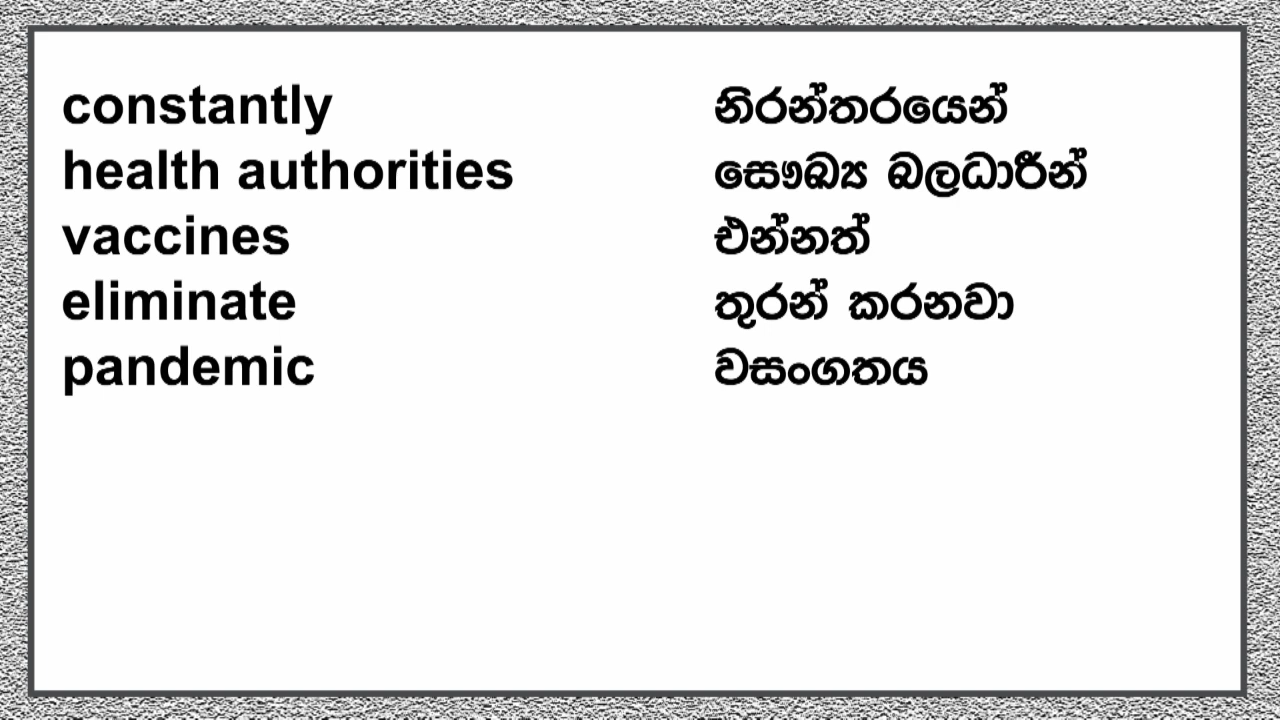 constantly නිරන්තරයෙන්
health authorities සෞඛ්‍ය බලධාරීන්
vaccines එන්නත්
eliminate තුරන් කරනවා
pandemic වසංගතය